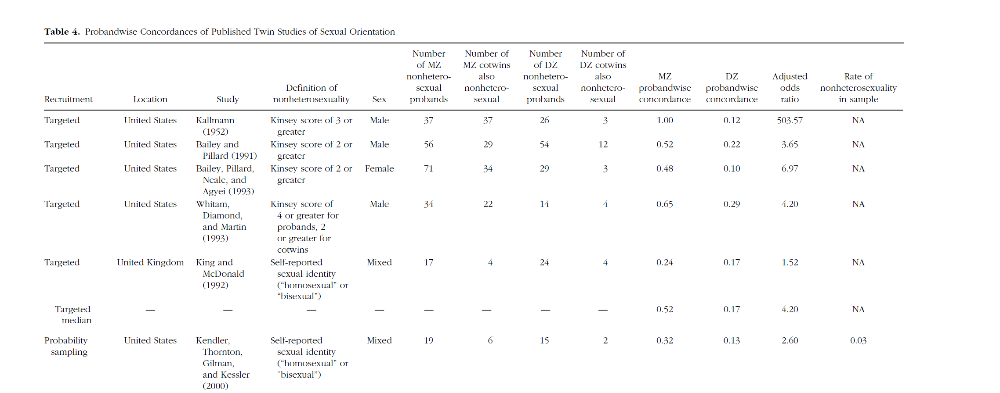 Table 4. Probandwise Concordances of Published Twin Studies of Sexual Orientation
Recruitment
Location
Study
Definition of
nonheterosexuality
Sex
Number
of MZ
nonhetero-
sexual
probands
Number of
MZ cotwins
also
nonhetero-
sexual
Number
of DZ
nonhetero-
sexual
probands
Number of
DZ cotwins
also
nonhetero-
sexual
MZ
probandwise
concordance
DZ
probandwise
concordance
Adjusted
odds
ratio
Rate of
nonheterosexuality
in sample
Targeted United States Kallmann Kinsey score of 3 or Male 37 37 26 3 1.00 0.12 503.57 NA
(1952) greater
Targeted United States Bailey and Kinsey score of 2 or Male 56 29 54 12 0.52 0.22 3.65 NA
Pillard (1991) greater
Targeted United States Bailey, Pillard, Kinsey score of 2 or Female 71 34 29 3 0.48 0.10 6.97 NA
Neale, and greater
Agyei (1993)
Targeted United States Whitam, Kinsey score of Male 34 22 14 4 0.65 0.29 4.20 NA
Diamond, 4 or greater for
and Martin probands, 2
(1993) or greater for
cotwins
Targeted United Kingdom King and Self-reported Mixed 17 4 24 4 0.24 0.17 1.52 NA
McDonald sexual identity
(1992) (“homosexual” or
“bisexual”)
Targeted — — — — — — — — 0.52 0.17 4.20 NA
median
Probability United States Kendler, Self-reported Mixed 19 6 15 2 0.32 0.13 2.60 0.03
sampling Thornton, sexual identity
Gilman, (“homosexual” or
and Kessler “bisexual”)
(2000)